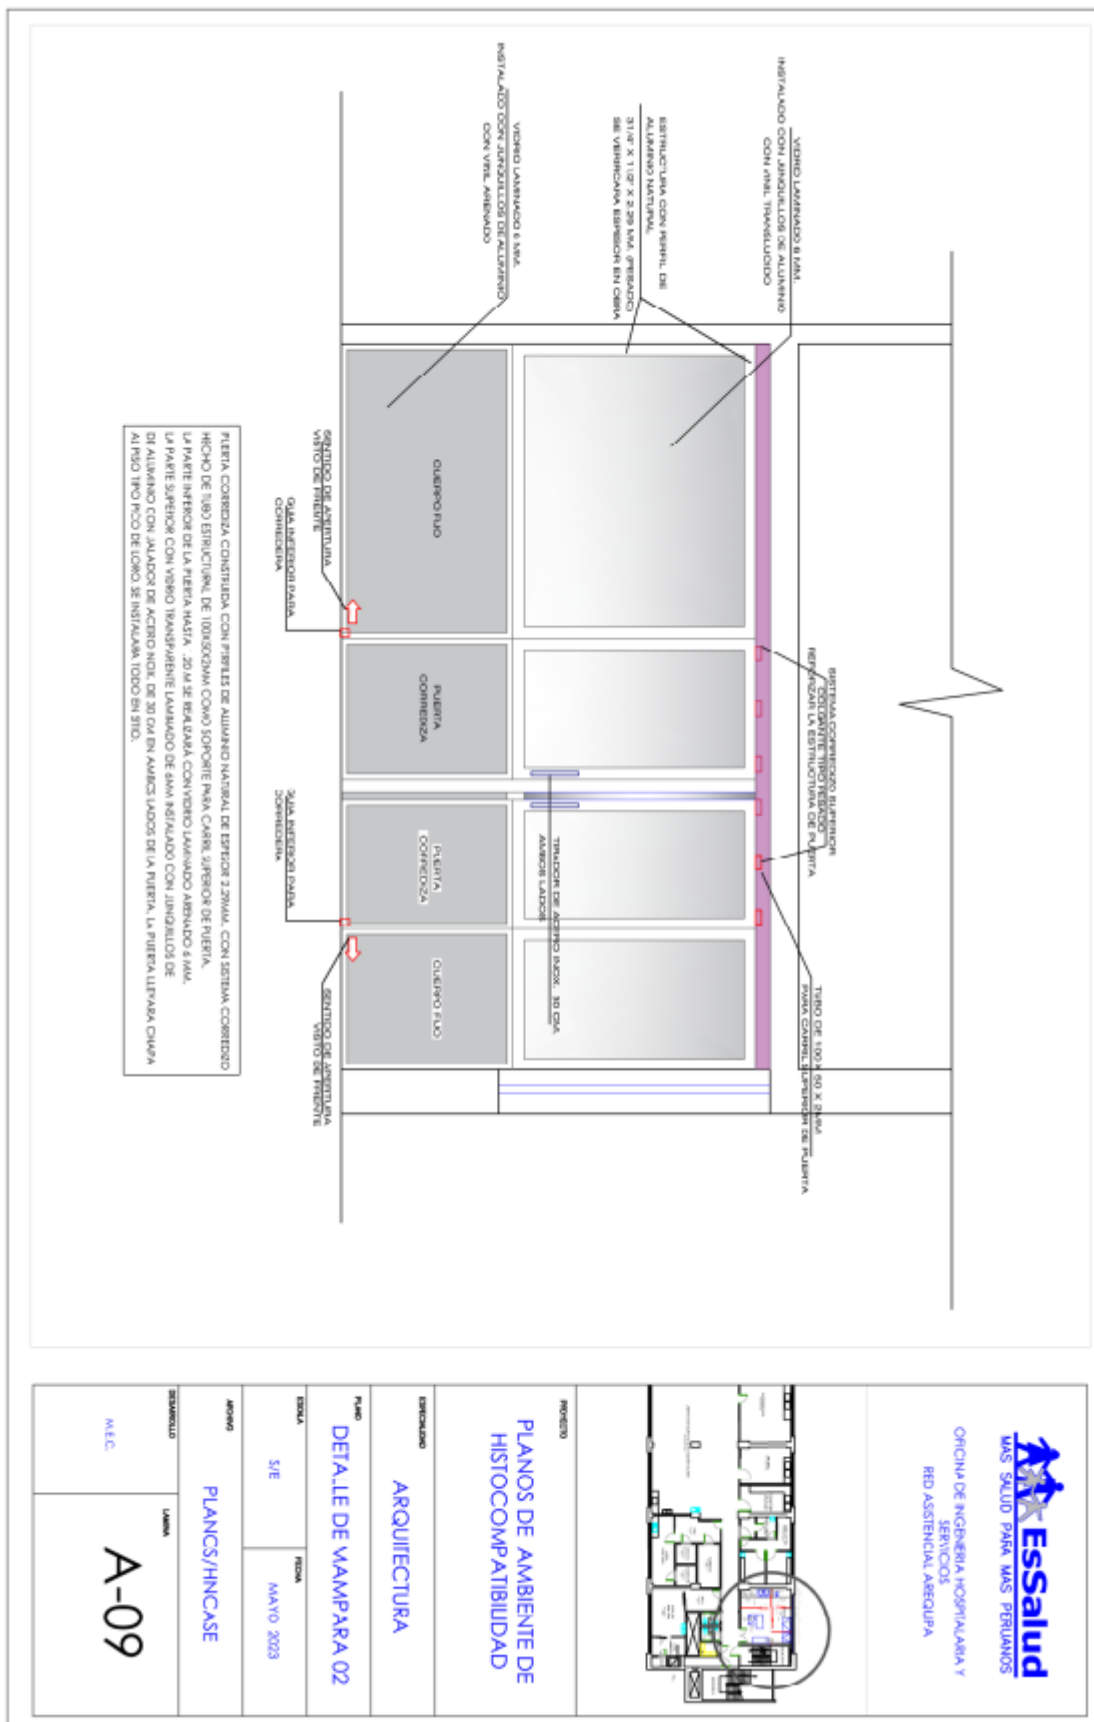 VIDRIO LAMINADO 6 MM.
INSTALADO CON JUNQUILLOS DE ALUMINIO
CON VINIL TRANSLUCIDO
ESTRUCTURA CON PERFIL DE
ALUMINIO NATURAL
31/4" X 11/2" X 2.29 MM. (PESADO)
SE VERIFICARA ESPESOR EN OBRA
VIDRIO LAMINADO 6 MM.
INSTALADO CON JUNQUILLOS DE ALUMINIO
CON VINIL ARENADO
SISTEMA CORREDIZO SUPERIOR
COLGANTE TIPO PESADO
REFORZAR LA ESTRUCTURA DE PUERTA
TUBO DE 100 X 50 X 2MM
PARA CARRIL SUPERIOR DE PUERTA
TIRADOR DE ACERO INOX. 30 CM.
AMBOS LADOS
CUERPO FIJO
PUERTA
CORREDIZA
PUERTA
CORREDIZA
CUERPO FIJO
SENTIDO DE APERTURA
VISTO DE FRENTE
GUIA INFERIOR PARA
CORREDERA
GUIA INFERIOR PARA
CORREDERA
SENTIDO DE APERTURA
VISTO DE FRENTE
PUERTA CORREDIZA CONSTRUIDA CON PERFILES DE ALUMINIO NATURAL DE ESPESOR 2.29MM. CON SISTEMA CORREDIZO
HECHO DE TUBO ESTRUCTURAL DE 100X50X2MM COMO SOPORTE PARA CARRIL SUPERIOR DE PUERTA.
LA PARTE INFERIOR DE LA PUERTA HASTA .20 M SE REALIZARÁ CON VIDRIO LAMINADO ARENADO 6 MM.
LA PARTE SUPERIOR CON VIDRIO TRANSPARENTE LAMINADO DE 6MM INSTALADO CON JUNQUILLOS DE
DE ALUMINIO CON JALADOR DE ACERO INOX. DE 30 CM EN AMBOS LADOS DE LA PUERTA. LA PUERTA LLEVARA CHAPA
AL PISO TIPO PICO DE LORO. SE INSTALARA TODO EN SITIO.
EsSalud
MAS SALUD PARA MAS PERUANOS
OFICINA DE INGENIERIA HOSPITALARIA Y
SERVICIOS
RED ASISTENCIAL AREQUIPA
PROYECTO
PLANOS DE AMBIENTE DE
HISTOCOMPATIBILIDAD
ESPECIALIDAD
ARQUITECTURA
PLANO
DETALLE DE MAMPARA 02
ESCALA
S/E
FECHA
MAYO 2023
ARCHIVO
PLANOS/HNCASE
DESARROLLO
M.E.C.
LAMINA
A-09